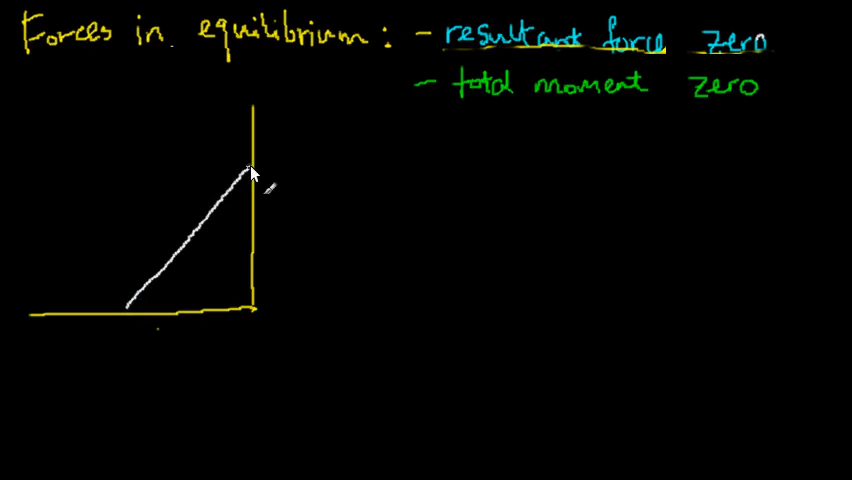 Forces in equilibrium : - resultant force zero
- total moment zero